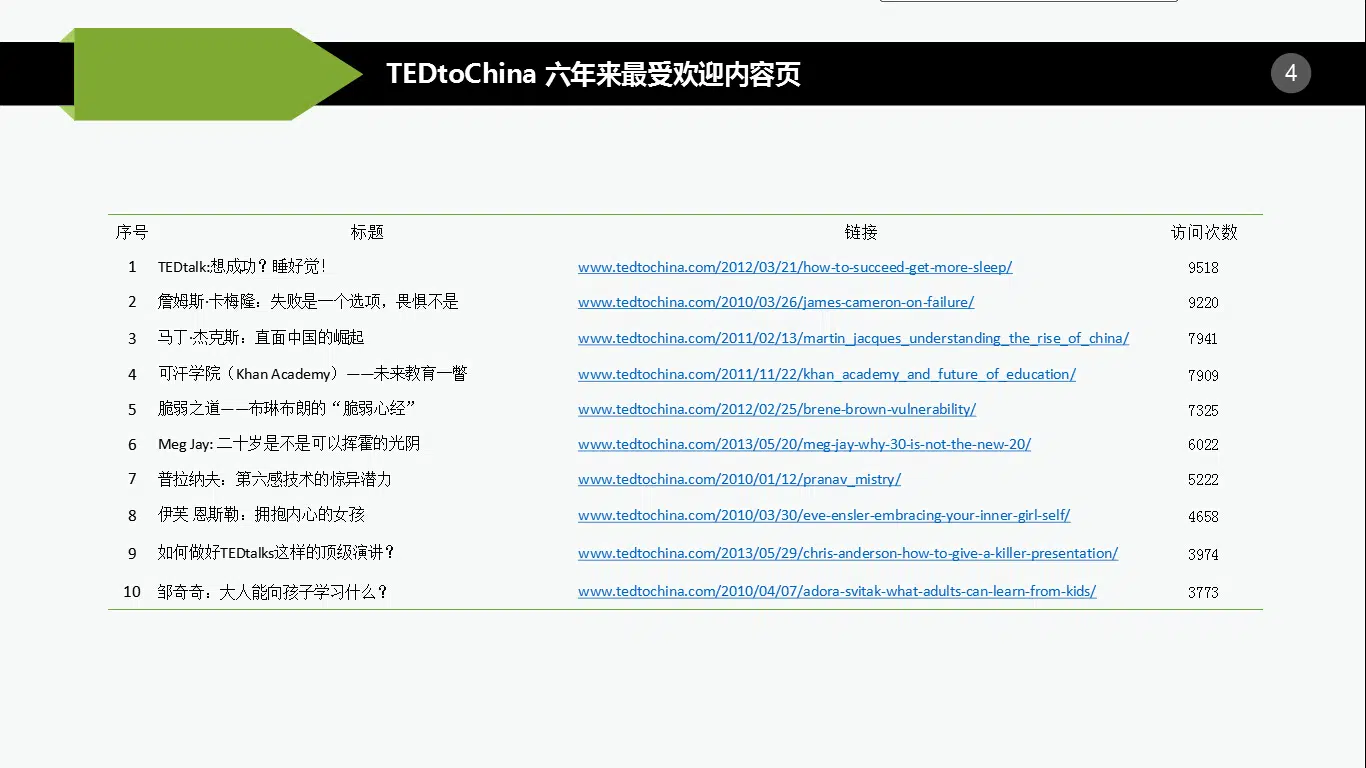 TEDtoChina 六年来最受欢迎内容页
4
序号 标题 链接 访问次数
1 TEDtalk:想成功？睡好觉！ www.tedtochina.com/2012/03/21/how-to-succeed-get-more-sleep/ 9518
2 詹姆斯·卡梅隆：失败是一个选项，畏惧不是 www.tedtochina.com/2010/03/26/james-cameron-on-failure/ 9220
3 马丁·杰克斯：直面中国的崛起 www.tedtochina.com/2011/02/13/martin_jacques_understanding_the_rise_of_china/ 7941
4 可汗学院（Khan Academy）——未来教育一瞥 www.tedtochina.com/2011/11/22/khan_academy_and_future_of_education/ 7909
5 脆弱之道——布琳布朗的“脆弱心经” www.tedtochina.com/2012/02/25/brene-brown-vulnerability/ 7325
6 Meg Jay: 二十岁是不是可以挥霍的光阴 www.tedtochina.com/2013/05/20/meg-jay-why-30-is-not-the-new-20/ 6022
7 普拉纳夫：第六感技术的惊异潜力 www.tedtochina.com/2010/01/12/pranav_mistry/ 5222
8 伊芙 恩斯勒：拥抱内心的女孩 www.tedtochina.com/2010/03/30/eve-ensler-embracing-your-inner-girl-self/ 4658
9 如何做好TEDtalks这样的顶级演讲？ www.tedtochina.com/2013/05/29/chris-anderson-how-to-give-a-killer-presentation/ 3974
10 邹奇奇：大人能向孩子学习什么？ www.tedtochina.com/2010/04/07/adora-svitak-what-adults-can-learn-from-kids/ 3773